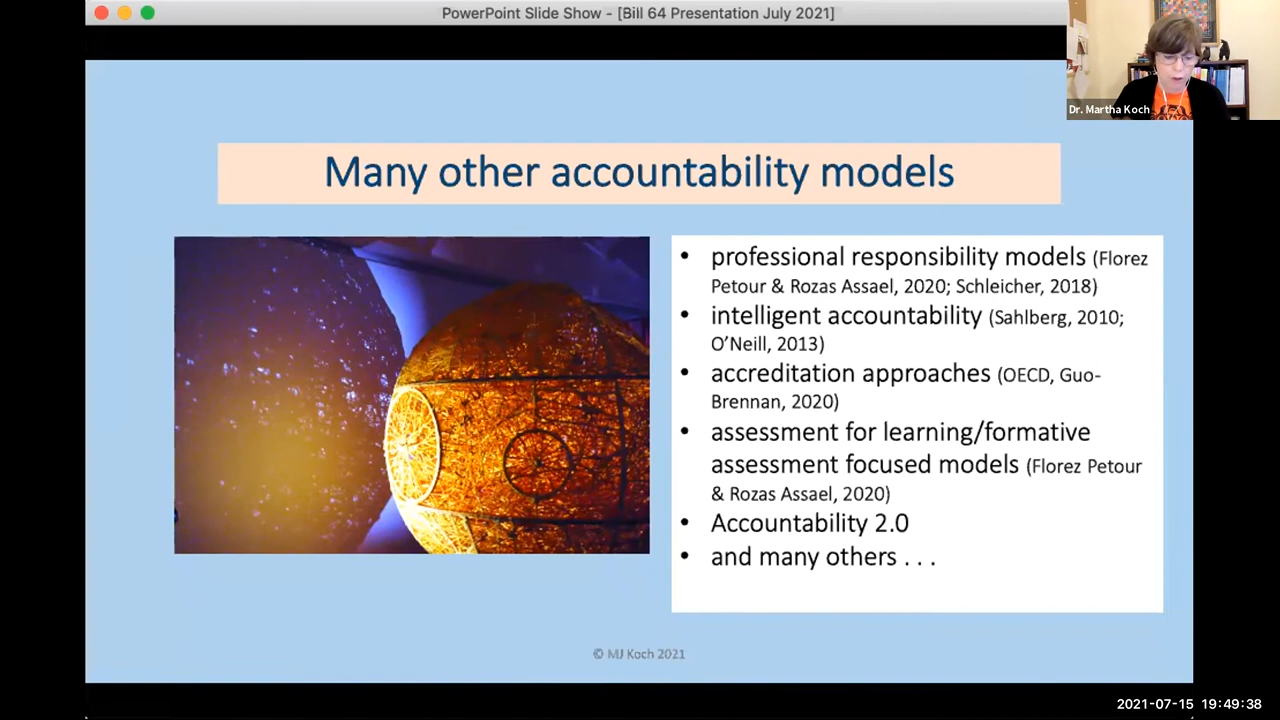 PowerPoint Slide Show - [Bill 64 Presentation July 2021]
Dr. Martha Koch
Many other accountability models
• professional responsibility models (Florez
Petour & Rozas Assael, 2020; Schleicher, 2018)
• intelligent accountability (Sahlberg, 2010;
O’Neill, 2013)
• accreditation approaches (OECD, Guo-
Brennan, 2020)
• assessment for learning/formative
assessment focused models (Florez Petour
& Rozas Assael, 2020)
• Accountability 2.0
• and many others . . .
© MJ Koch 2021
2021-07-15 19:49:38